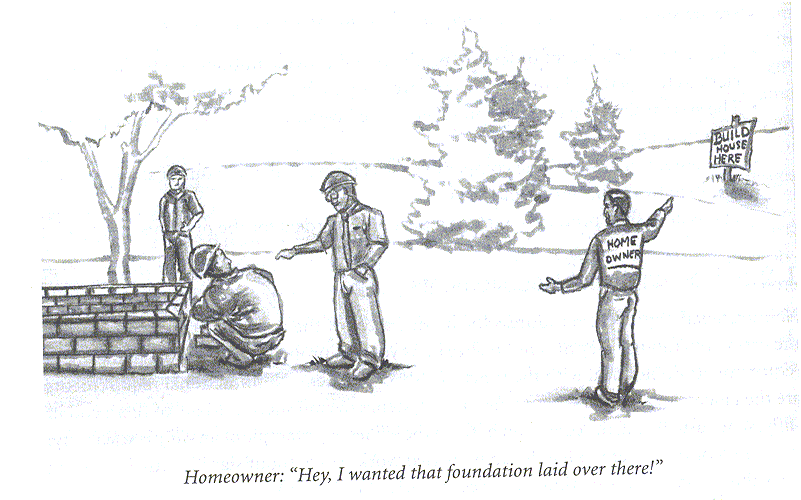 BUILD
HOUSE
HERE
HOME
OWNER
Homeowner: “Hey, I wanted that foundation laid over there!”